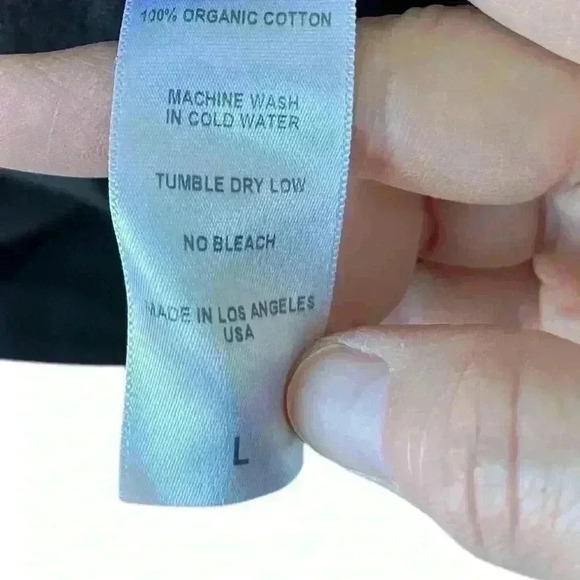 100% ORGANIC COTTON
MACHINE WASH
IN COLD WATER
TUMBLE DRY LOW
NO BLEACH
MADE IN LOS ANGELES
USA
L